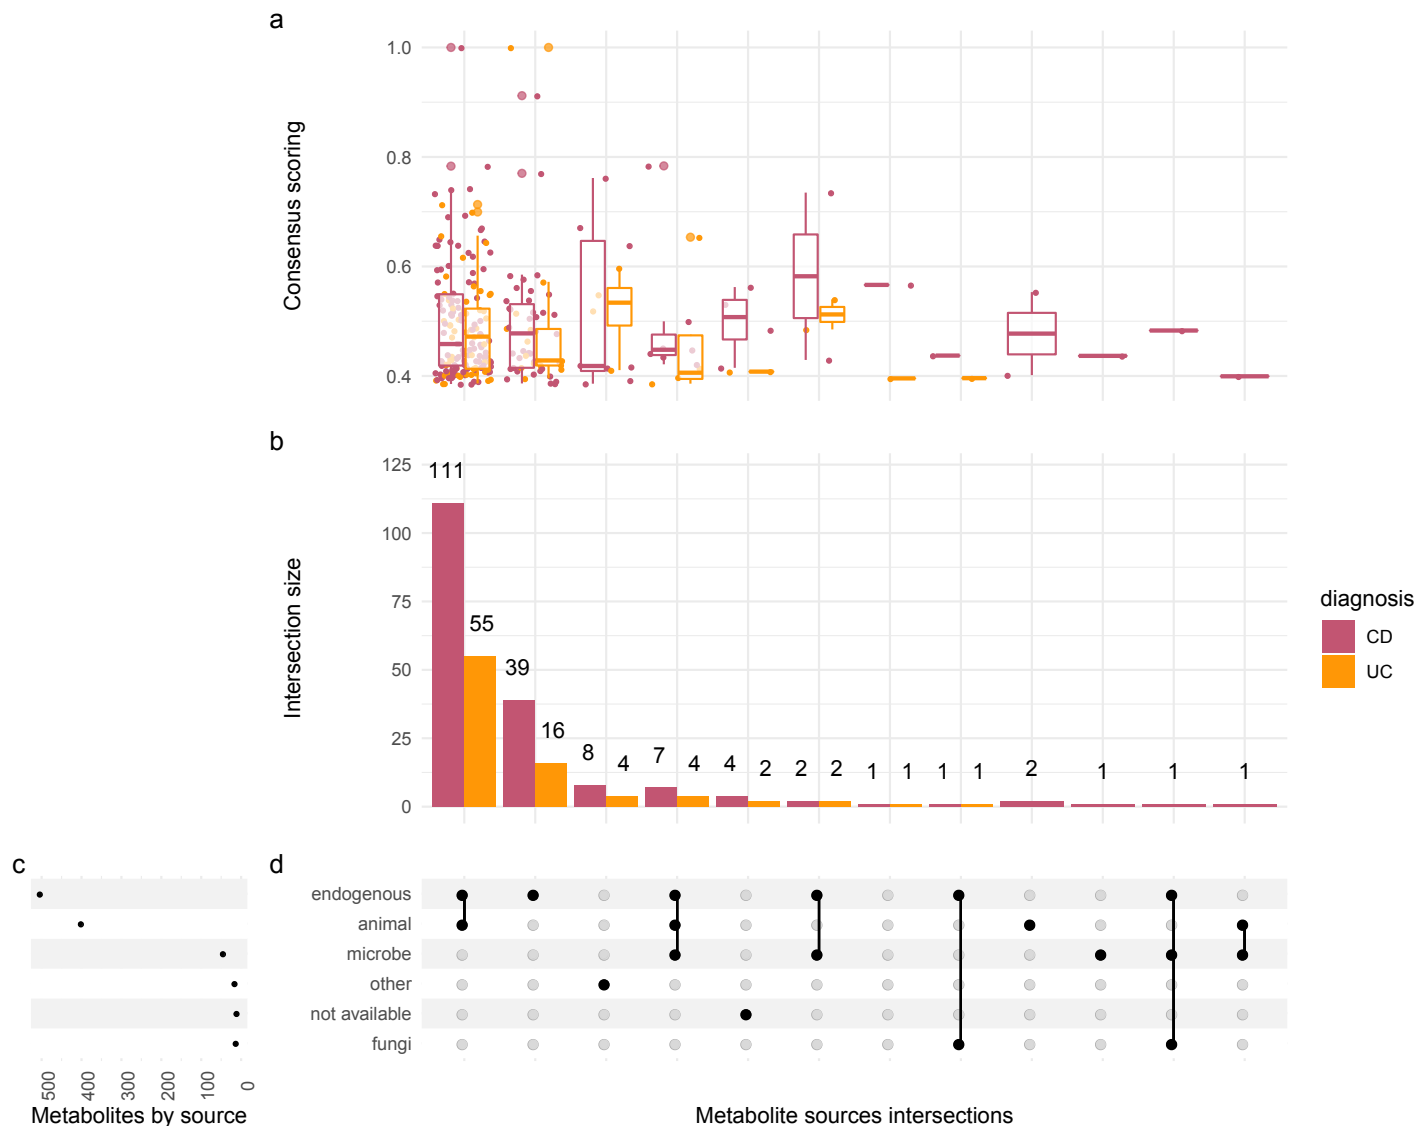 a
Consensus scoring
1.0
0.8
0.6
0.4
b
Intersection size
125
100
75
50
25
0
111
55
39
16
8
4
7
4
4
2
2
2
1
1
1
1
2
1
1
1
diagnosis
CD
UC
c
500
400
300
200
100
0
Metabolites by source
d
endogenous
animal
microbe
other
not available
fungi
Metabolite sources intersections